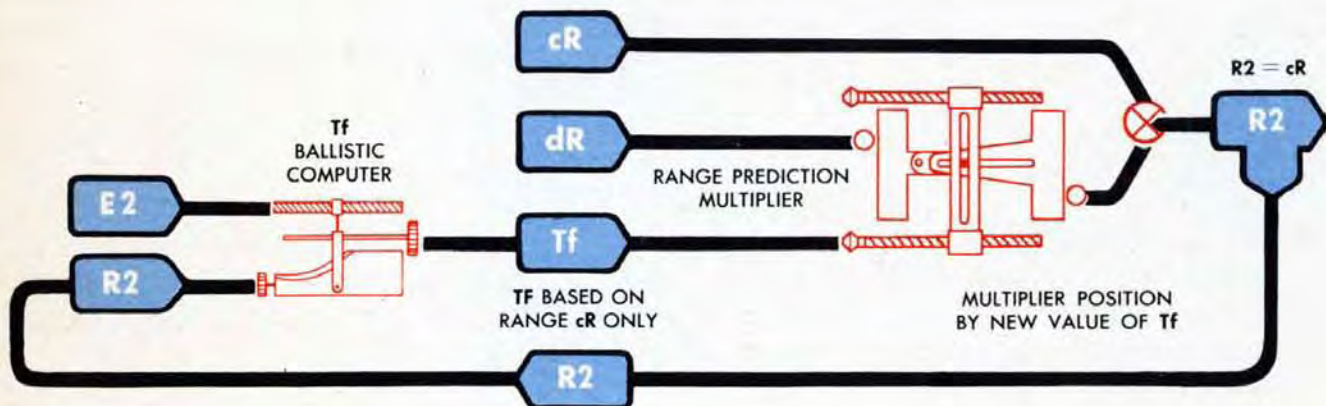 cR
R2 = cR
R2
dR
Tf
BALLISTIC
COMPUTER
RANGE PREDICTION
MULTIPLIER
E2
Tf
R2
TF BASED ON
RANGE cR ONLY
MULTIPLIER POSITION
BY NEW VALUE OF Tf
R2